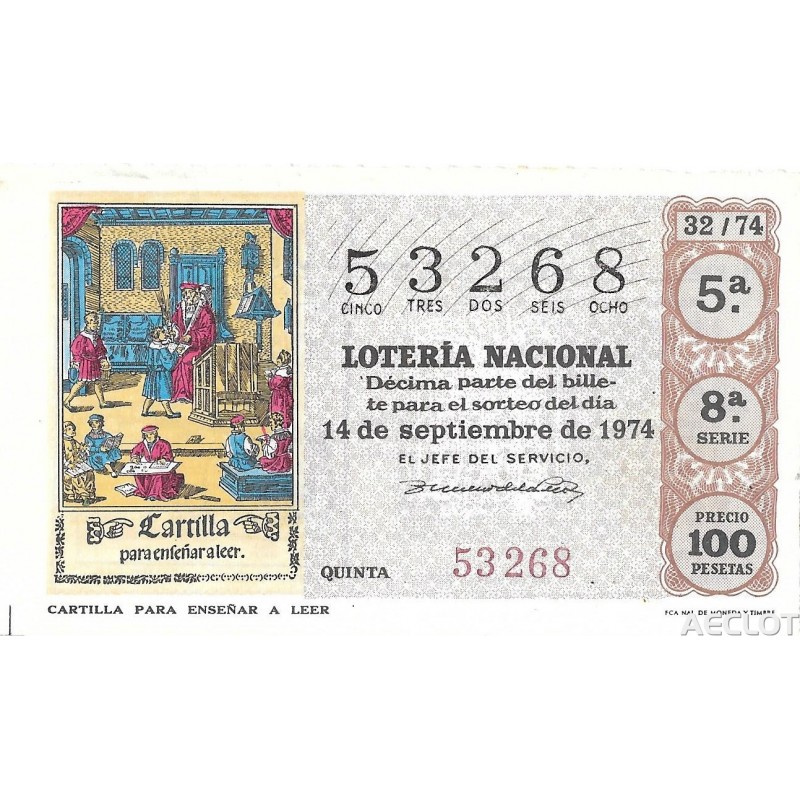 Cartilla
para enseñar a leer.
CARTILLA PARA ENSEÑAR A LEER
5 3 2 6 8
CINCO TRES DOS SEIS OCHO
LOTERÍA NACIONAL
Décima parte del bille-
te para el sorteo del día
14 de septiembre de 1974
EL JEFE DEL SERVICIO,
QUINTA 53268
32 / 74
5.ª
8.ª
SERIE
PRECIO
100
PESETAS
FCA. NAL. DE MONEDA Y TIMBRE
AECLOT